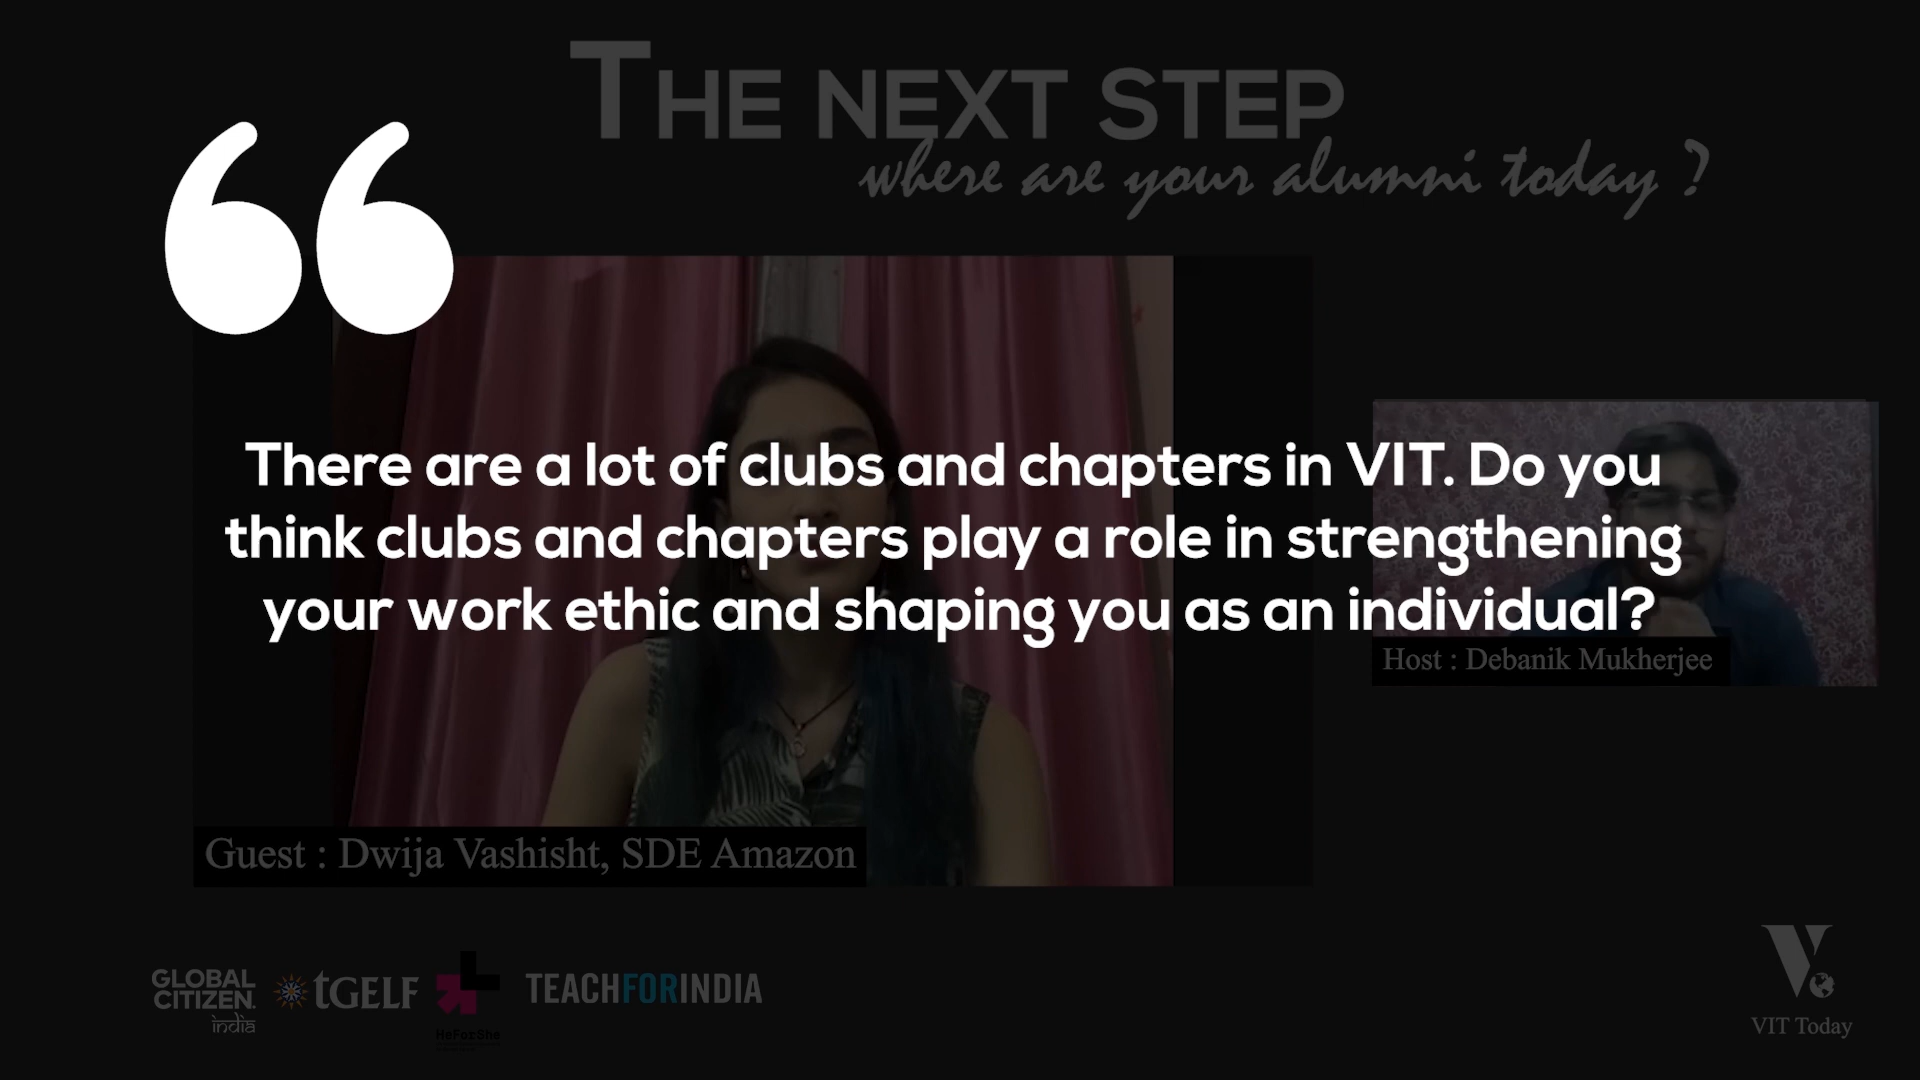 THE NEXT STEP
where are your alumni today ?
“
There are a lot of clubs and chapters in VIT. Do you
think clubs and chapters play a role in strengthening
your work ethic and shaping you as an individual?
Host : Debanik Mukherjee
Guest : Dwija Vashisht, SDE Amazon
GLOBAL
CITIZEN.
india
tGELF
HeForShe
TEACHFORINDIA
V
VIT Today